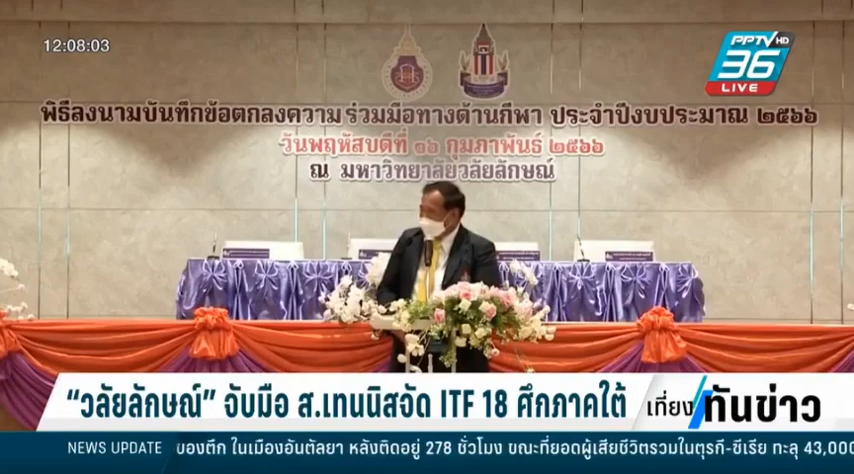 12:08:03
PPTV HD
36
LIVE
พิธีลงนามบันทึกข้อตกลงความ ร่วมมือทางด้านกีฬา ประจำปีงบประมาณ ๒๕๖๖
วันพฤหัสบดีที่ ๑๖ กุมภาพันธ์ ๒๕๖๖
ณ มหาวิทยาลัยวลัยลักษณ์
“วลัยลักษณ์” จับมือ ส.เทนนิสจัด ITF 18 ศึกภาคใต้
เที่ยงทันข่าว
NEWS UPDATE ของตึก ในเมืองอันตัลยา หลังติดอยู่ 278 ชั่วโมง ขณะที่ยอดผู้เสียชีวิตรวมในตุรกี-ซีเรีย ทะลุ 43,000